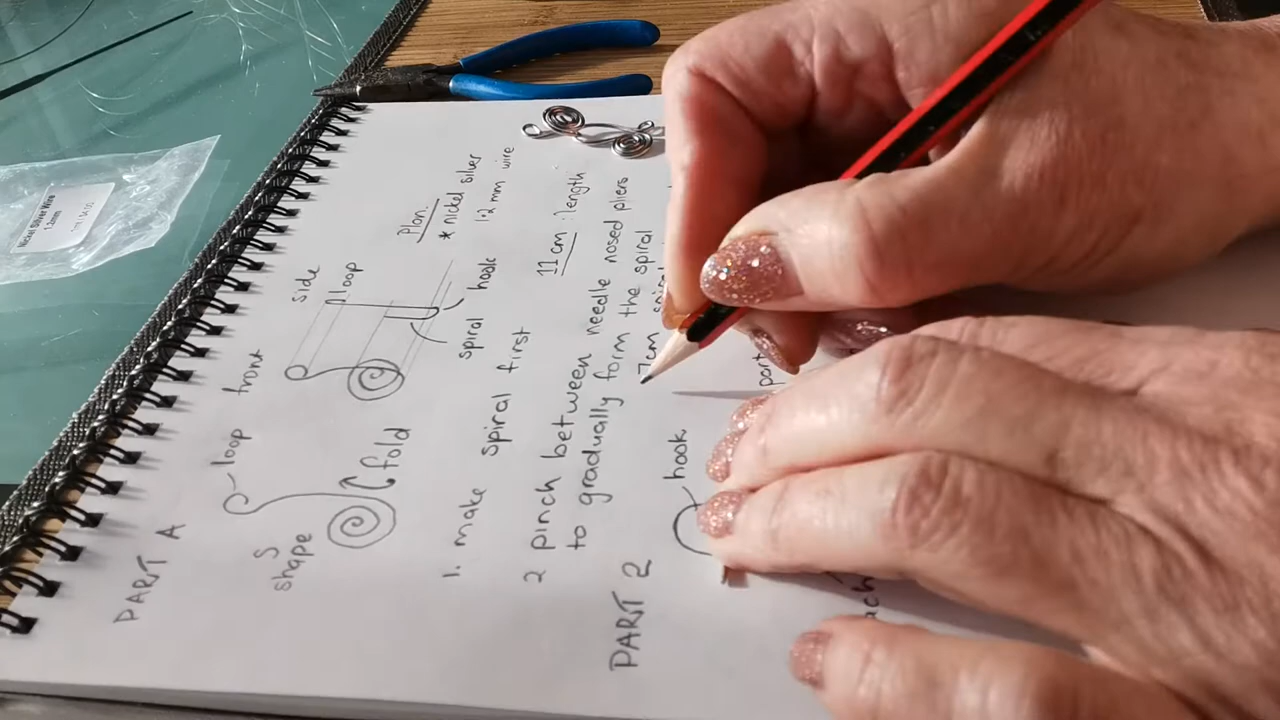 Nickel Silver Wire
1.2mm
PART A
loop
front
side
loop
S
shape
fold
spiral
hook
Plan.
* nickel silver
1.2 mm wire
1. make spiral first
11 cm : length
2 pinch between needle nosed pliers
to gradually form the spiral
PART 2
7cm
hook
part